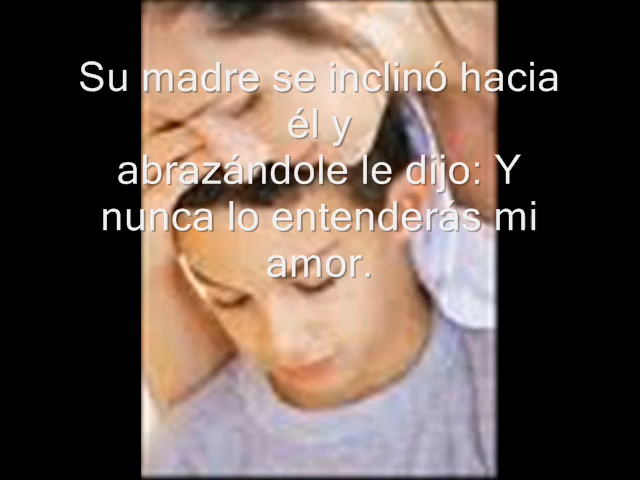 Su madre se inclinó hacia
él y
abrazándole le dijo: Y
nunca lo entenderás mi
amor.